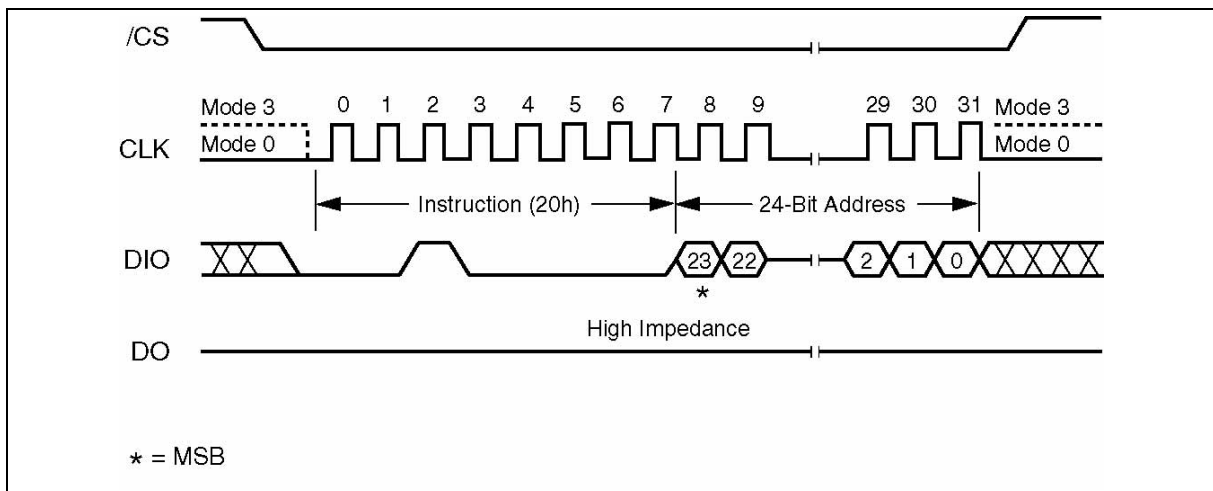 /CS
Mode 3
0 1 2 3 4 5 6 7 8 9 29 30 31
Mode 3
CLK
Mode 0
Mode 0
Instruction (20h)
24-Bit Address
DIO
23 22 2 1 0
*
High Impedance
DO
* = MSB